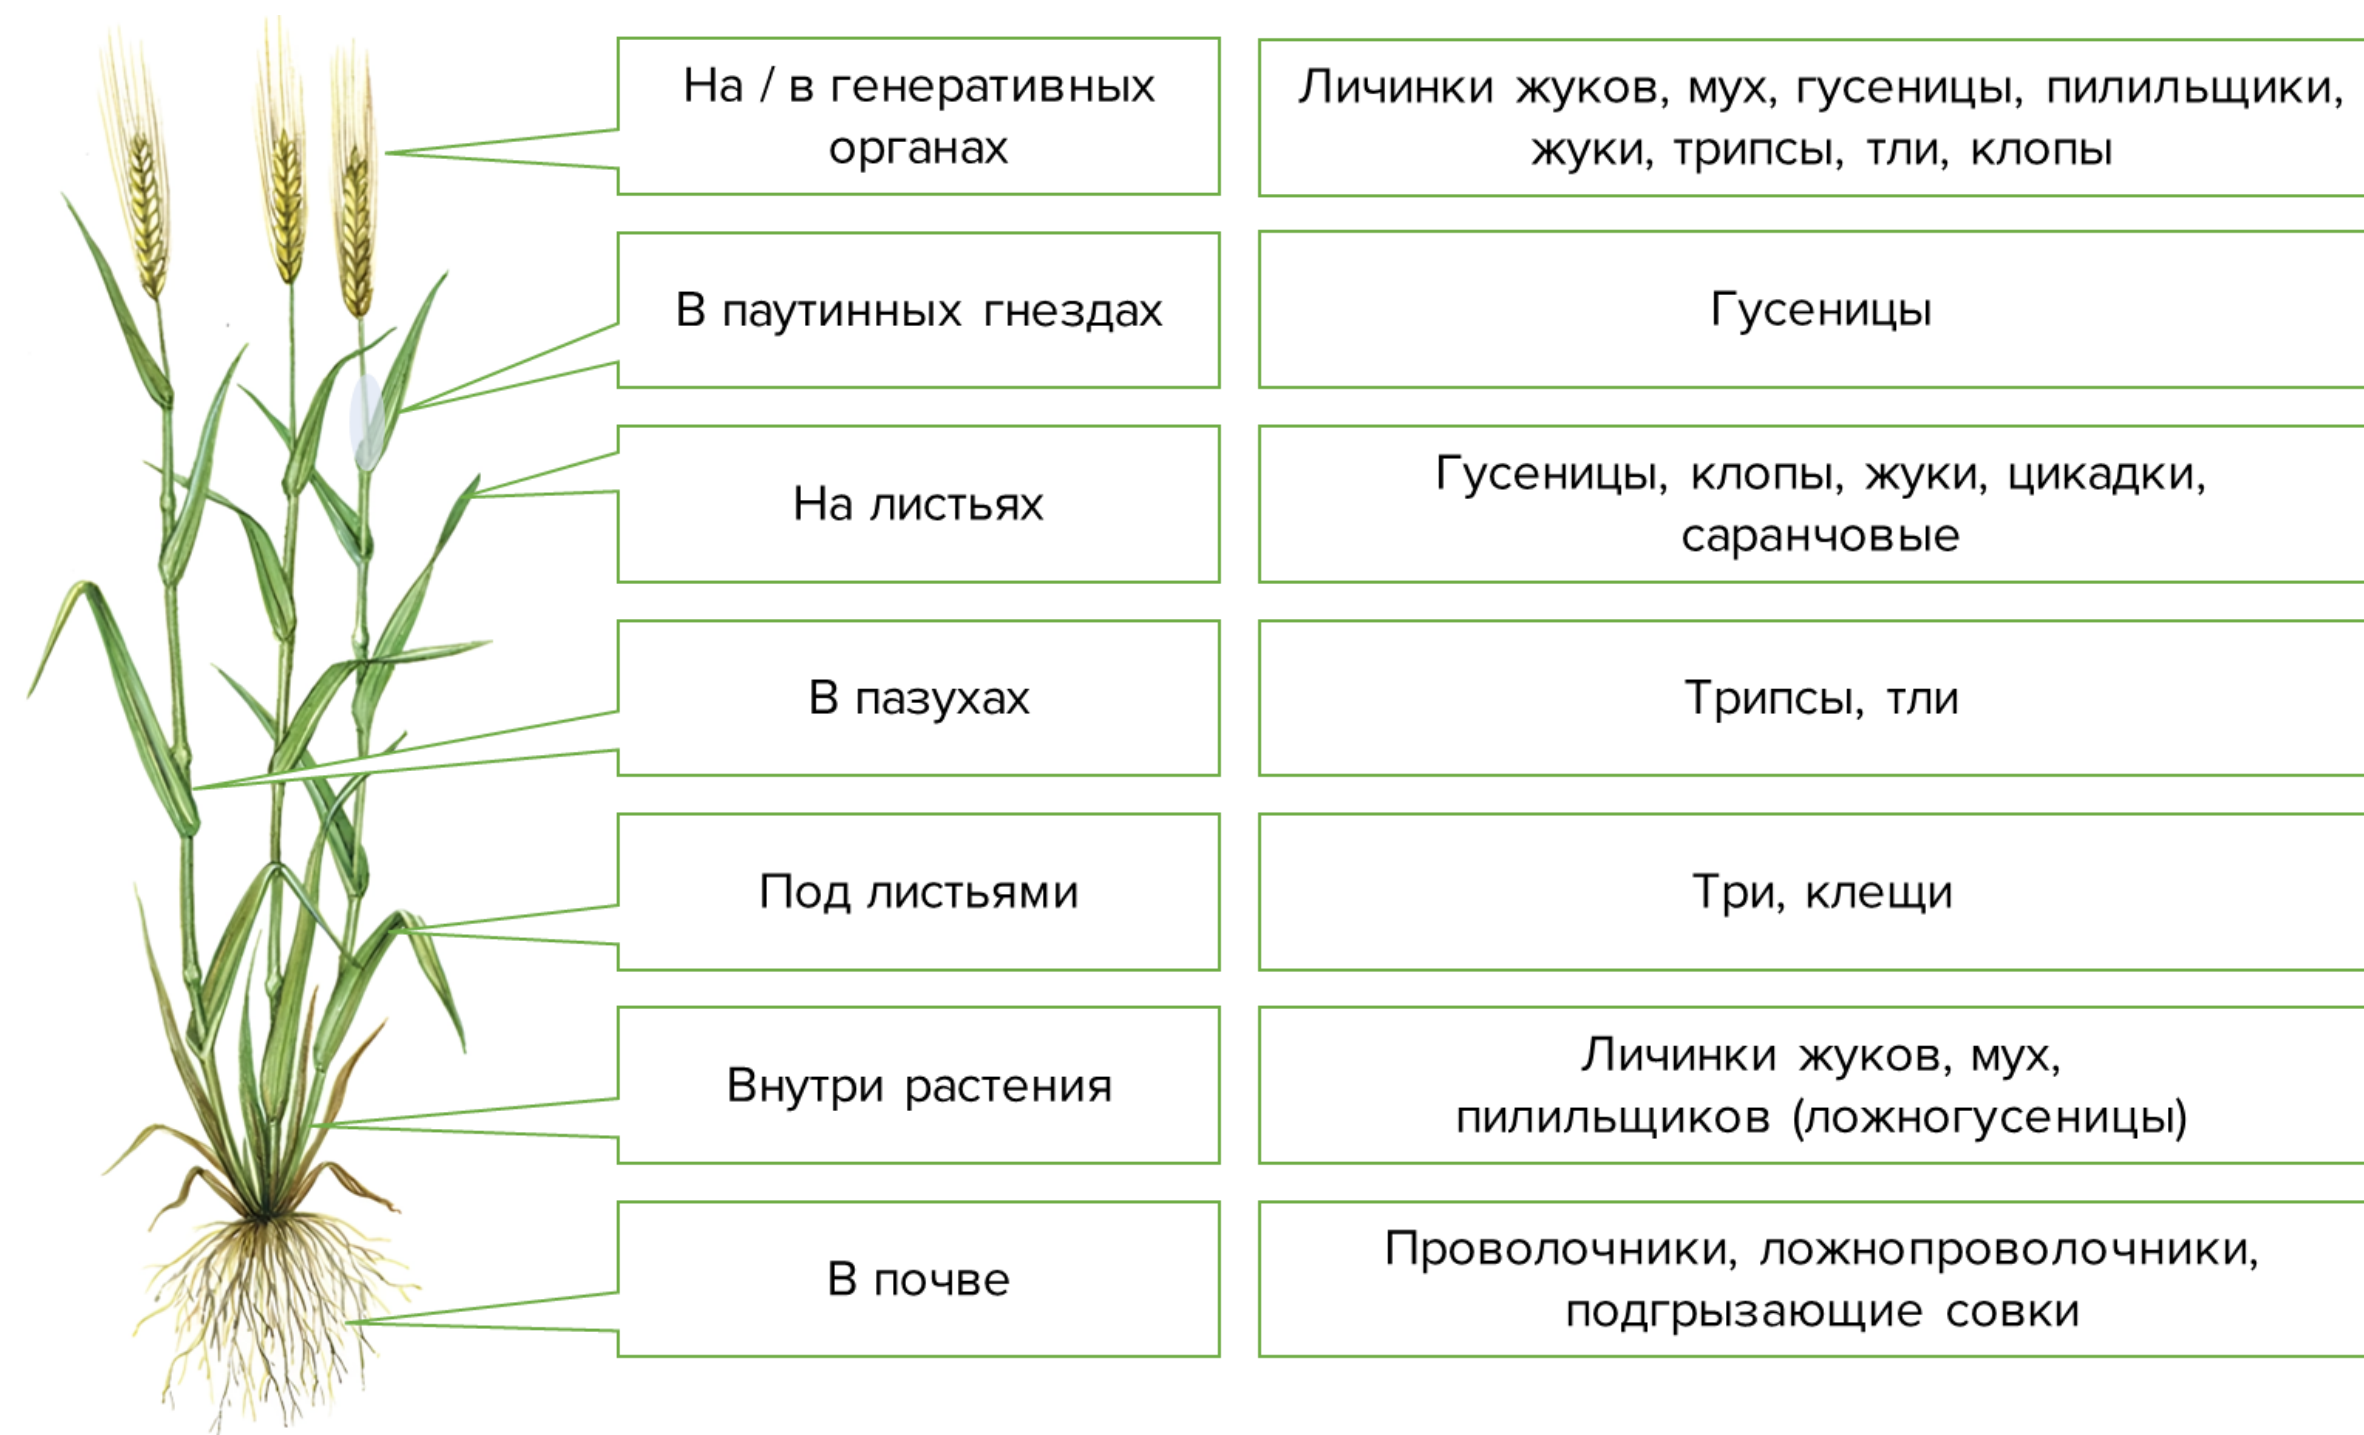 На / в генеративных
органах
Личинки жуков, мух, гусеницы, пилильщики,
жуки, трипсы, тли, клопы
В паутинных гнездах
Гусеницы
На листьях
Гусеницы, клопы, жуки, цикадки,
саранчовые
В пазухах
Трипсы, тли
Под листьями
Три, клещи
Внутри растения
Личинки жуков, мух,
пилильщиков (ложногусеницы)
В почве
Проволочники, ложнопроволочники,
подгрызающие совки